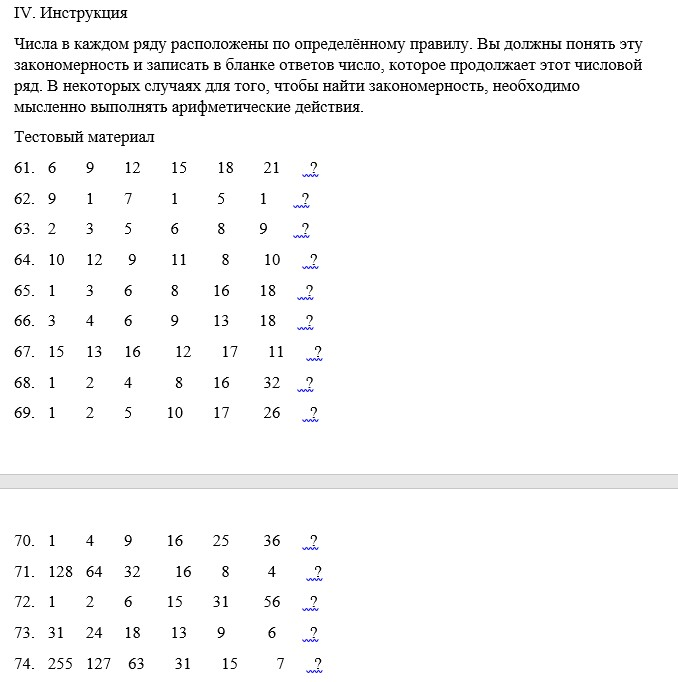 IV. Инструкция
Числа в каждом ряду расположены по определённому правилу. Вы должны понять эту
закономерность и записать в бланке ответов число, которое продолжает этот числовой
ряд. В некоторых случаях для того, чтобы найти закономерность, необходимо
мысленно выполнять арифметические действия.
Тестовый материал
61. 6 9 12 15 18 21 ?
62. 9 1 7 1 5 1 ?
63. 2 3 5 6 8 9 ?
64. 10 12 9 11 8 10 ?
65. 1 3 6 8 16 18 ?
66. 3 4 6 9 13 18 ?
67. 15 13 16 12 17 11 ?
68. 1 2 4 8 16 32 ?
69. 1 2 5 10 17 26 ?
70. 1 4 9 16 25 36 ?
71. 128 64 32 16 8 4 ?
72. 1 2 6 15 31 56 ?
73. 31 24 18 13 9 6 ?
74. 255 127 63 31 15 7 ?